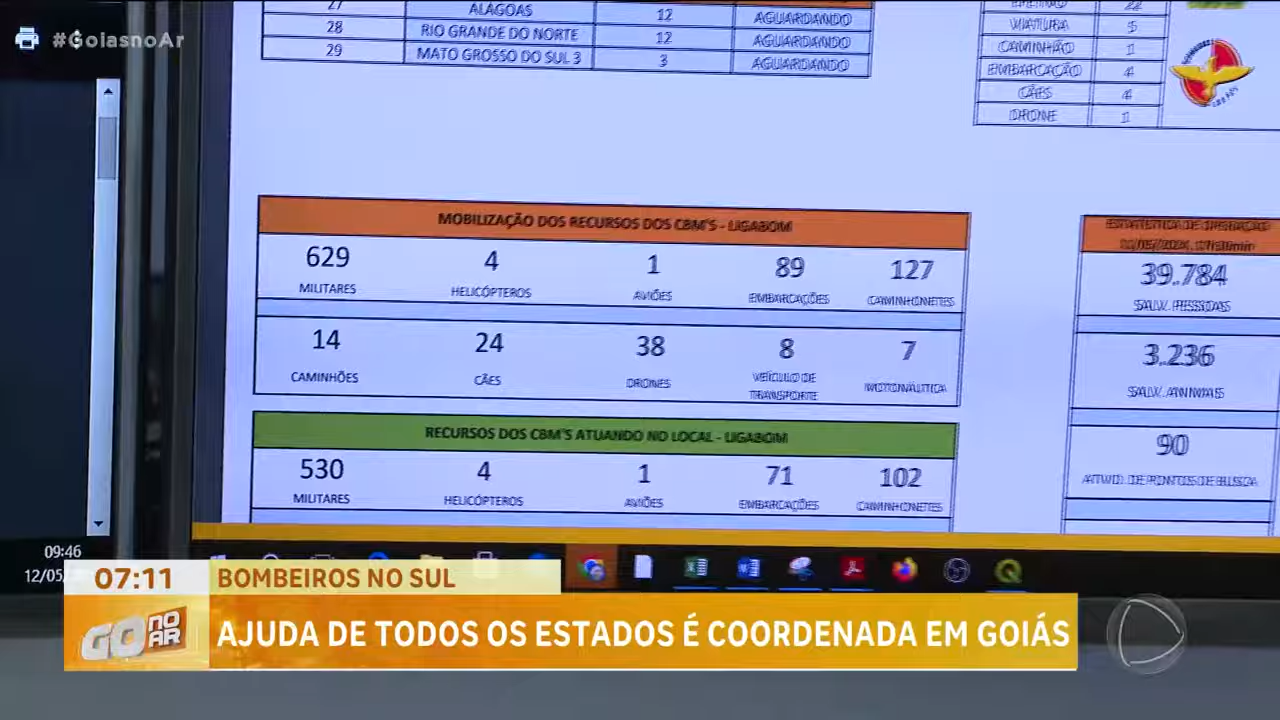 #GoiasnoAr
27 ALAGOAS 12 AGUARDANDO
28 RIO GRANDE DO NORTE 12 AGUARDANDO
29 MATO GROSSO DO SUL 3 3 AGUARDANDO
22
VIATURA 5
CAMINHÃO 1
EMBARCAÇÃO 4
CÃES 4
DRONE 1
MOBILIZAÇÃO DOS RECURSOS DOS CBM'S - LIGABOM
629 4 1 89 127
MILITARES HELICÓPTEROS AVIÕES EMBARCAÇÕES CAMINHONETES
14 24 38 8 7
CAMINHÕES CÃES DRONES VEÍCULO DE TRANSPORTE MOTONÁUTICA
RECURSOS DOS CBM'S ATUANDO NO LOCAL - LIGABOM
530 4 1 71 102
MILITARES HELICÓPTEROS AVIÕES EMBARCAÇÕES CAMINHONETES
39.784
SALV. PESSOAS
3.236
SALV. ANIMAIS
90
ATIVID. DE PONTOS DE BUSCA
09:46
12/05
07:11
BOMBEIROS NO SUL
GO NO AR
AJUDA DE TODOS OS ESTADOS É COORDENADA EM GOIÁS